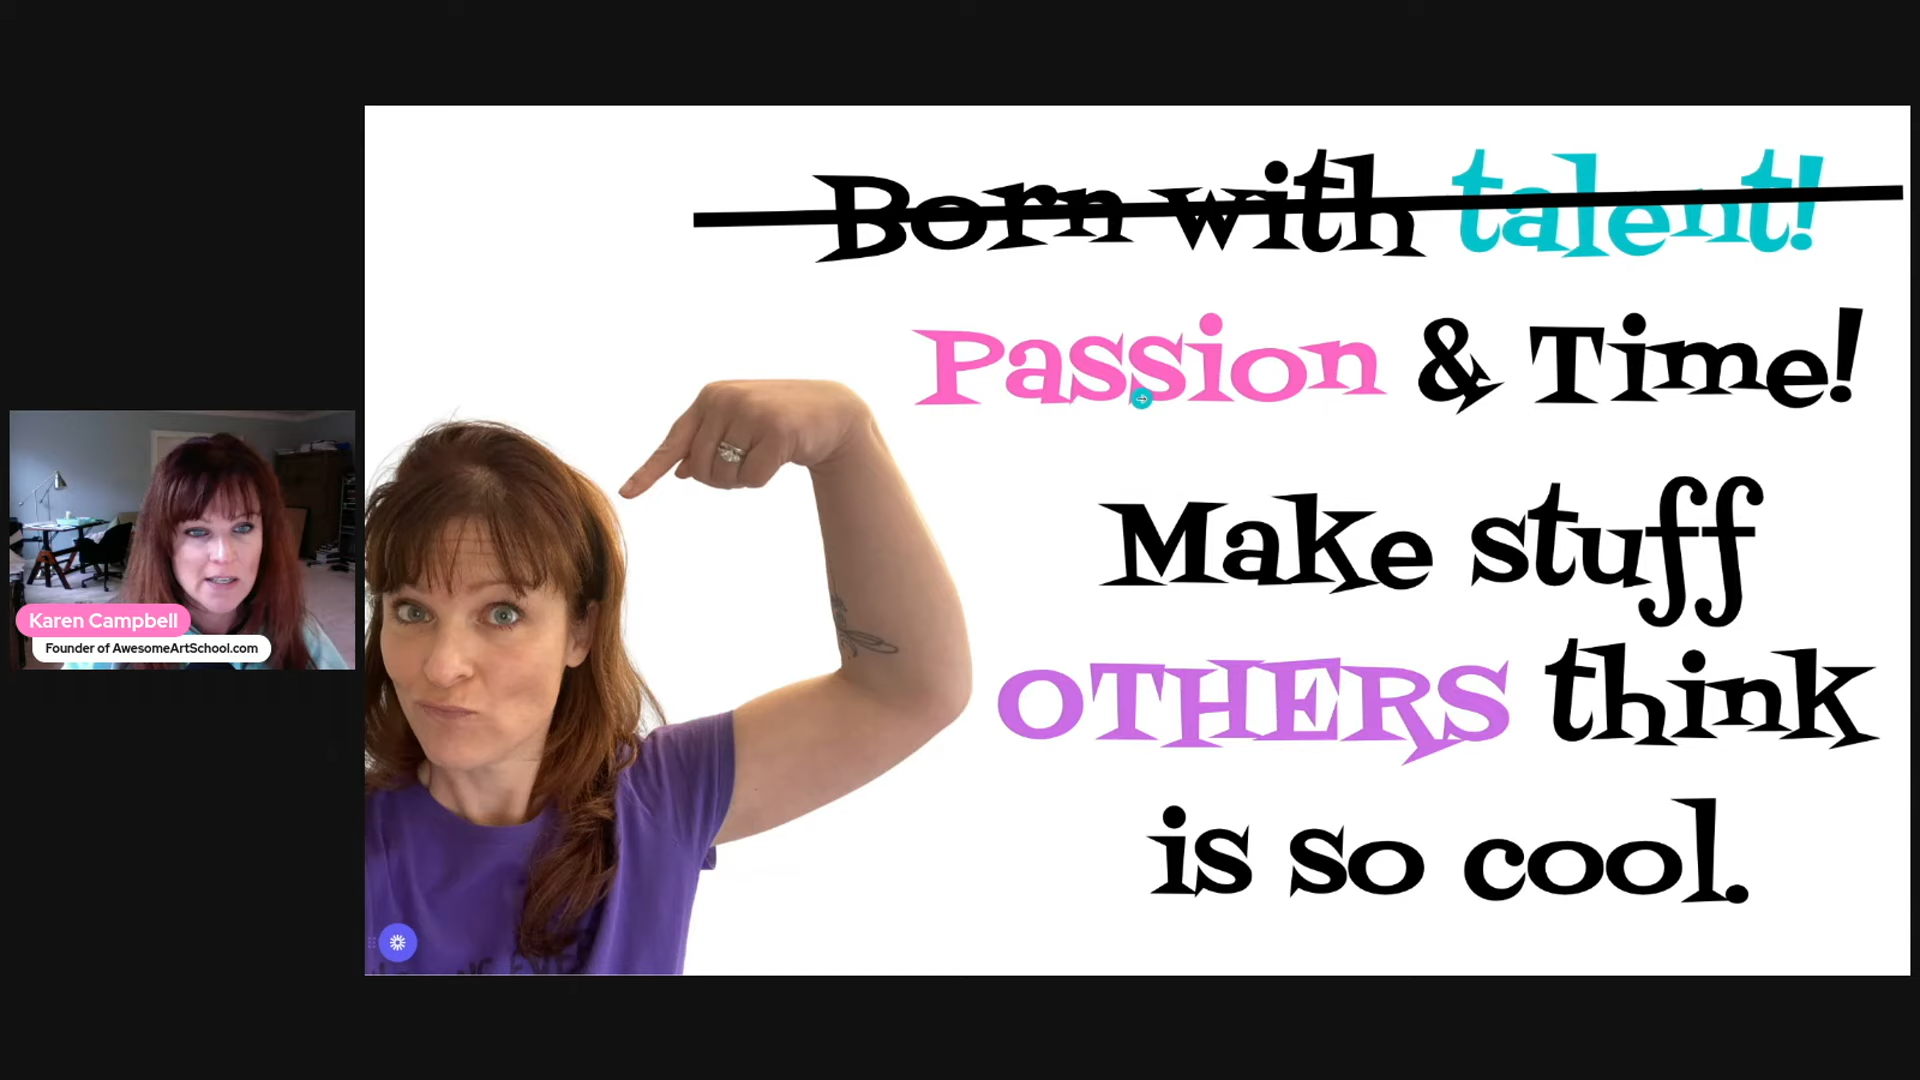 Born with talent!
Passion & Time!
Make stuff
OTHERS think
is so cool.
Karen Campbell
Founder of AwesomeArtSchool.com